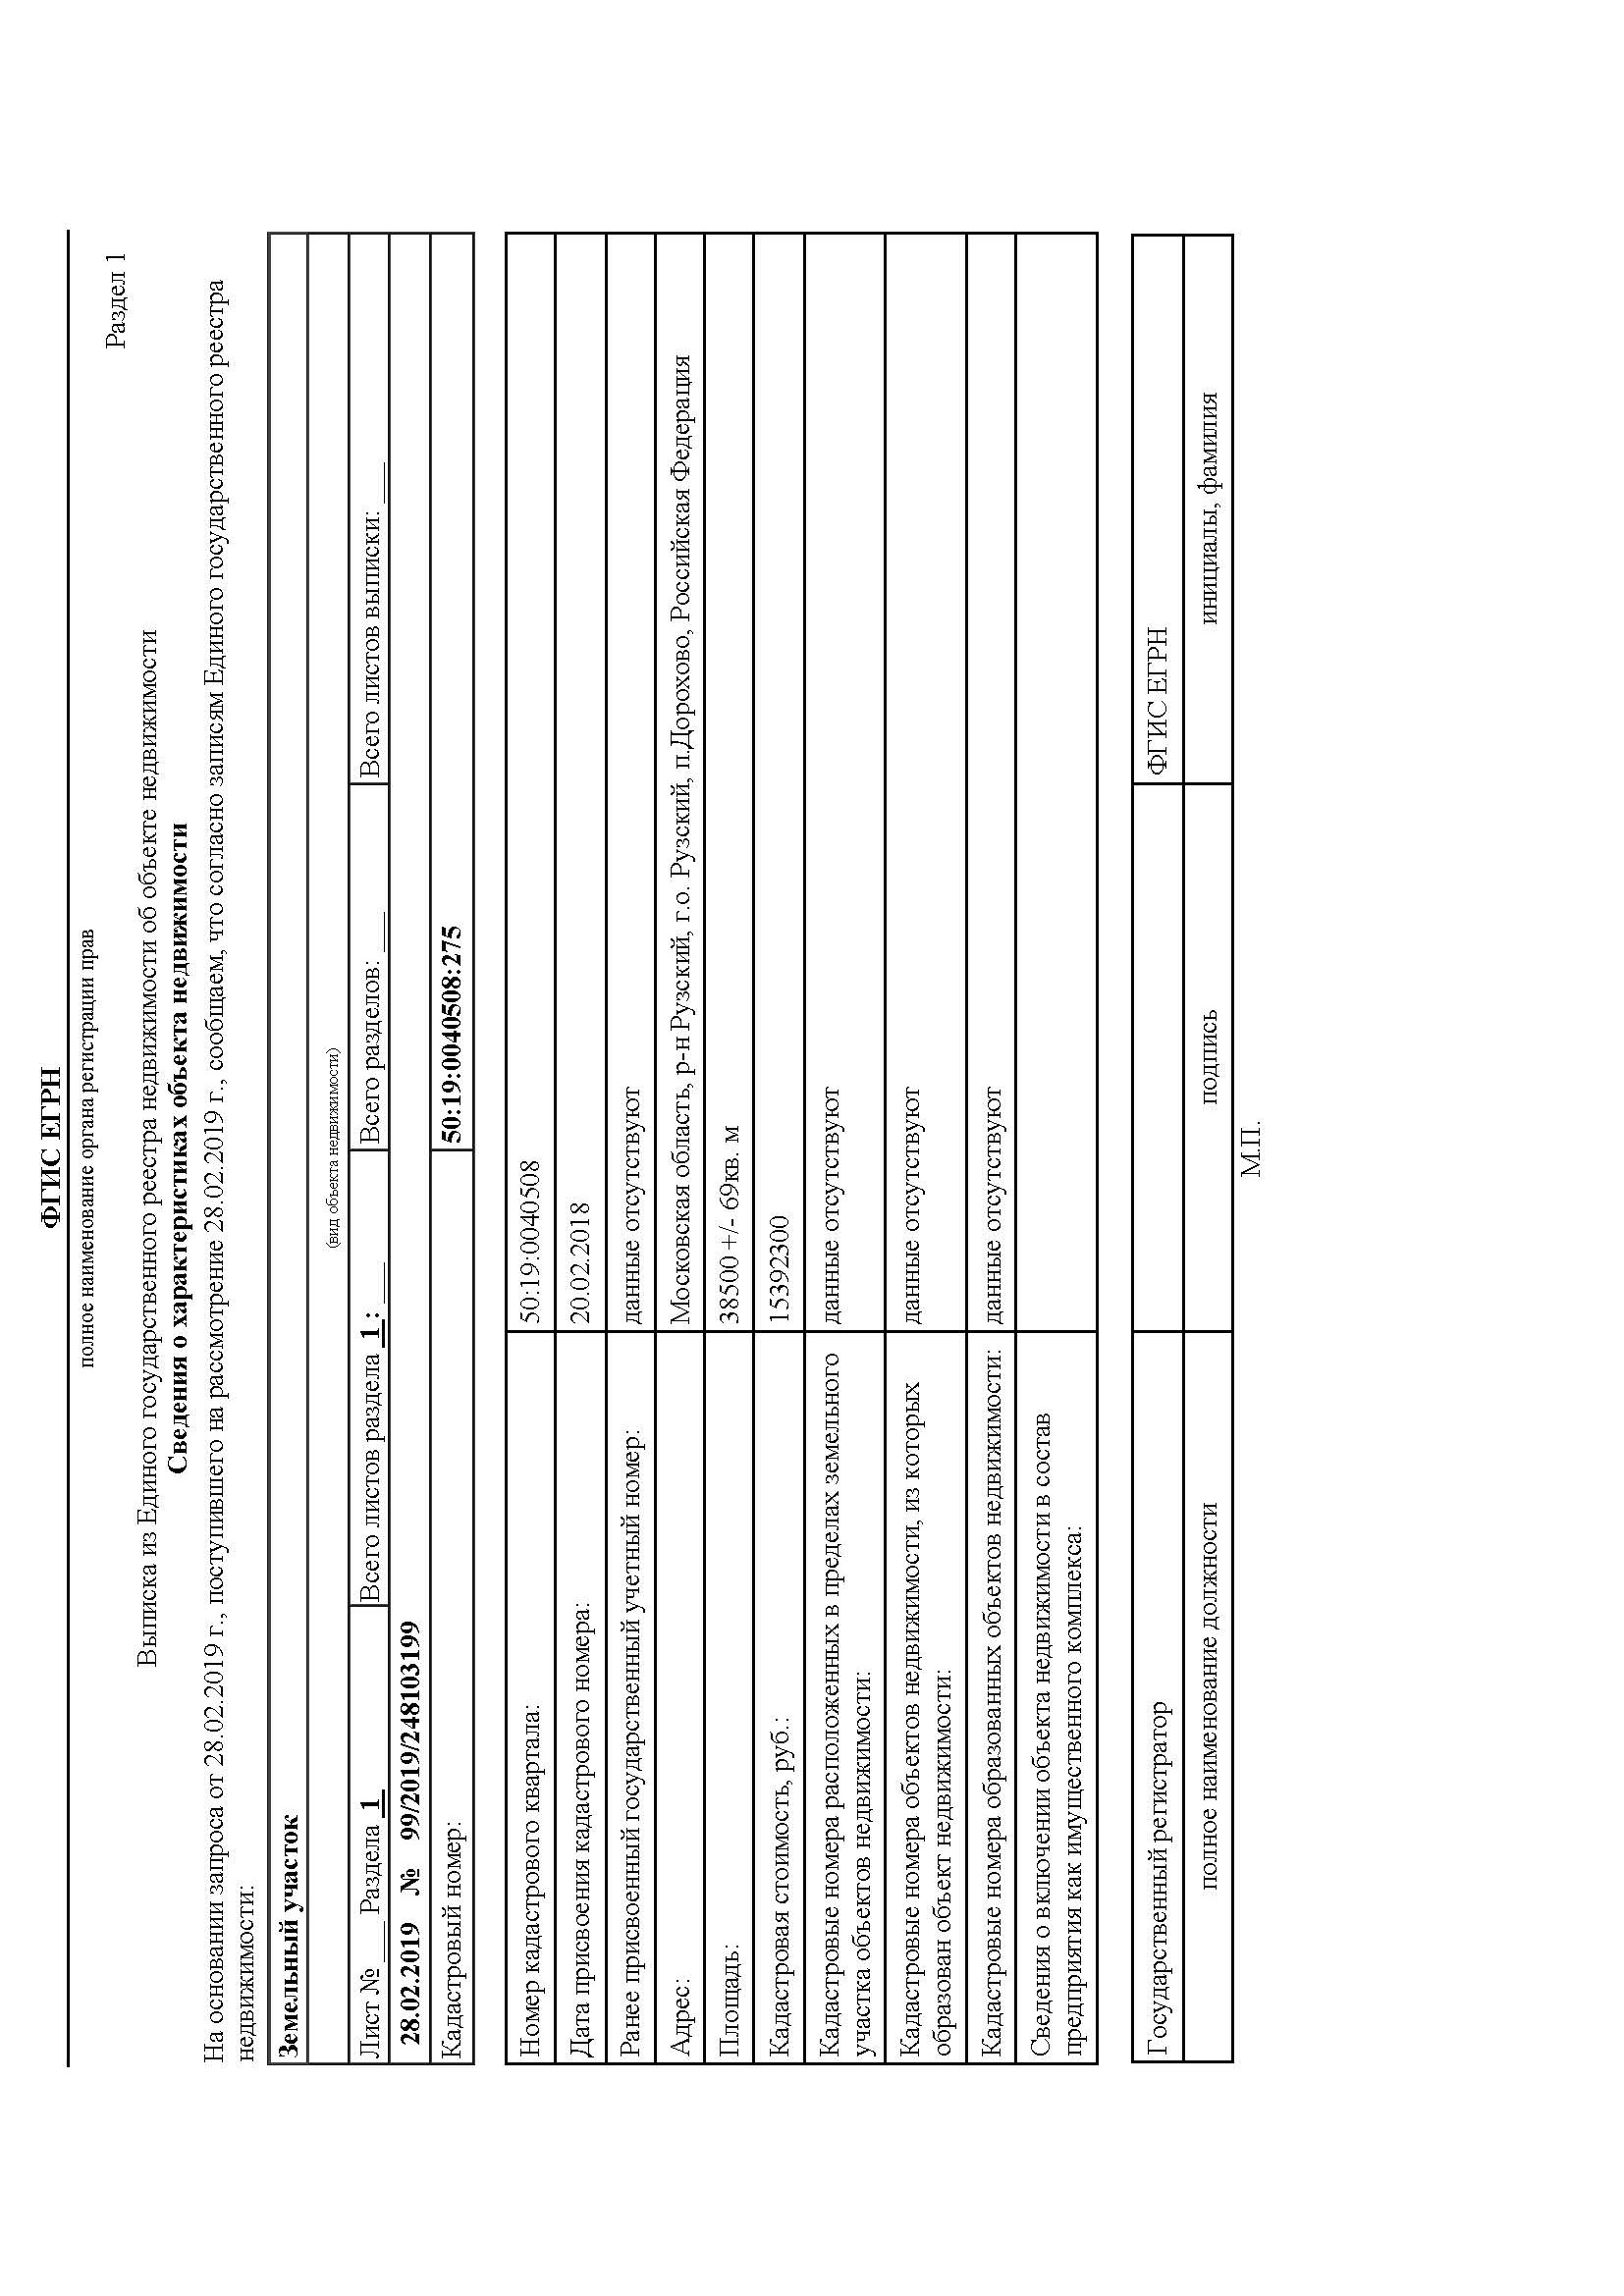 ФГИС ЕГРН
полное наименование органа регистрации прав
Раздел 1
Выписка из Единого государственного реестра недвижимости об объекте недвижимости
Сведения о характеристиках объекта недвижимости
На основании запроса от 28.02.2019 г., поступившего на рассмотрение 28.02.2019 г., сообщаем, что согласно записям Единого государственного реестра
недвижимости:
Земельный участок
(вид объекта недвижимости)
Лист № ___ Раздела 1 Всего листов раздела 1 : ___ Всего разделов: ___ Всего листов выписки: ___
28.02.2019 № 99/2019/248103199
Кадастровый номер: 50:19:0040508:275
Номер кадастрового квартала: 50:19:0040508
Дата присвоения кадастрового номера: 20.02.2018
Ранее присвоенный государственный учетный номер: данные отсутствуют
Адрес: Московская область, р-н Рузский, г.о. Рузский, п.Дорохово, Российская Федерация
Площадь: 38500 +/- 69кв. м
Кадастровая стоимость, руб.: 15392300
Кадастровые номера расположенных в пределах земельного
участка объектов недвижимости: данные отсутствуют
Кадастровые номера объектов недвижимости, из которых
образован объект недвижимости: данные отсутствуют
Кадастровые номера образованных объектов недвижимости: данные отсутствуют
Сведения о включении объекта недвижимости в состав
предприятия как имущественного комплекса:
Государственный регистратор ФГИС ЕГРН
полное наименование должности подпись инициалы, фамилия
М.П.